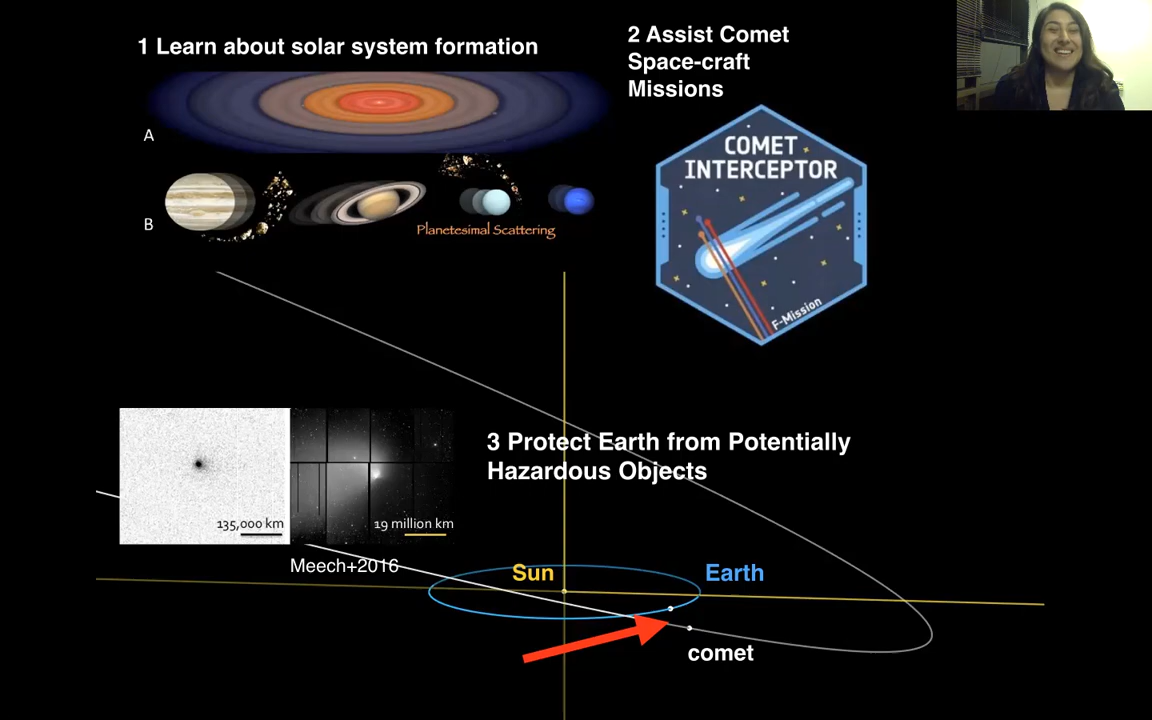 1 Learn about solar system formation
2 Assist Comet
Space-craft
Missions
A
COMET
INTERCEPTOR
F-Mission
B
Planetesimal Scattering
3 Protect Earth from Potentially
Hazardous Objects
135,000 km
19 million km
Meech+2016
Sun
Earth
comet